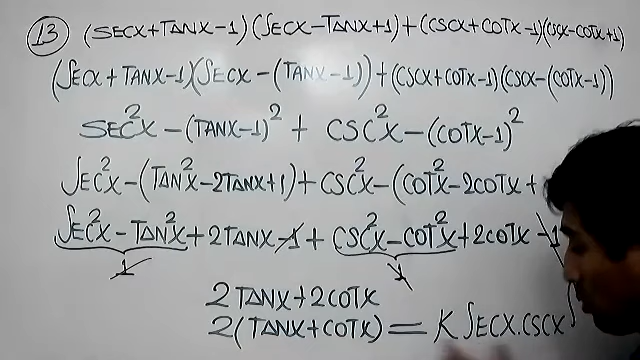 13 (SECX+TANX-1)(SECX-TANX+1)+(CSCX+COTX-1)(CSCX-COTX+1)
(SECX+TANX-1)(SECX-(TANX-1))+(CSCX+COTX-1)(CSCX-(COTX-1))
SEC²X-(TANX-1)²+CSC²X-(COTX-1)²
SEC²X-(TAN²X-2TANX+1)+CSC²X-(COT²X-2COTX+
SEC²X-TAN²X+2TANX-1+CSC²X-COT²X+2COTX-1
1 1
2TANX+2COTX
2(TANX+COTX)=KSECX.CSCX